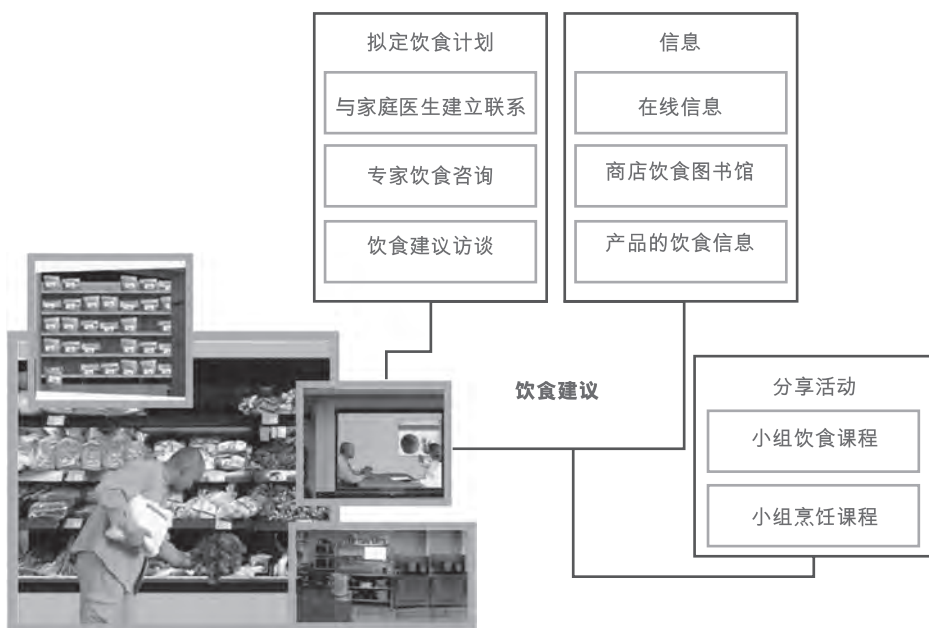 拟定饮食计划
与家庭医生建立联系
专家饮食咨询
饮食建议访谈
信息
在线信息
商店饮食图书馆
产品的饮食信息
饮食建议
分享活动
小组饮食课程
小组烹饪课程